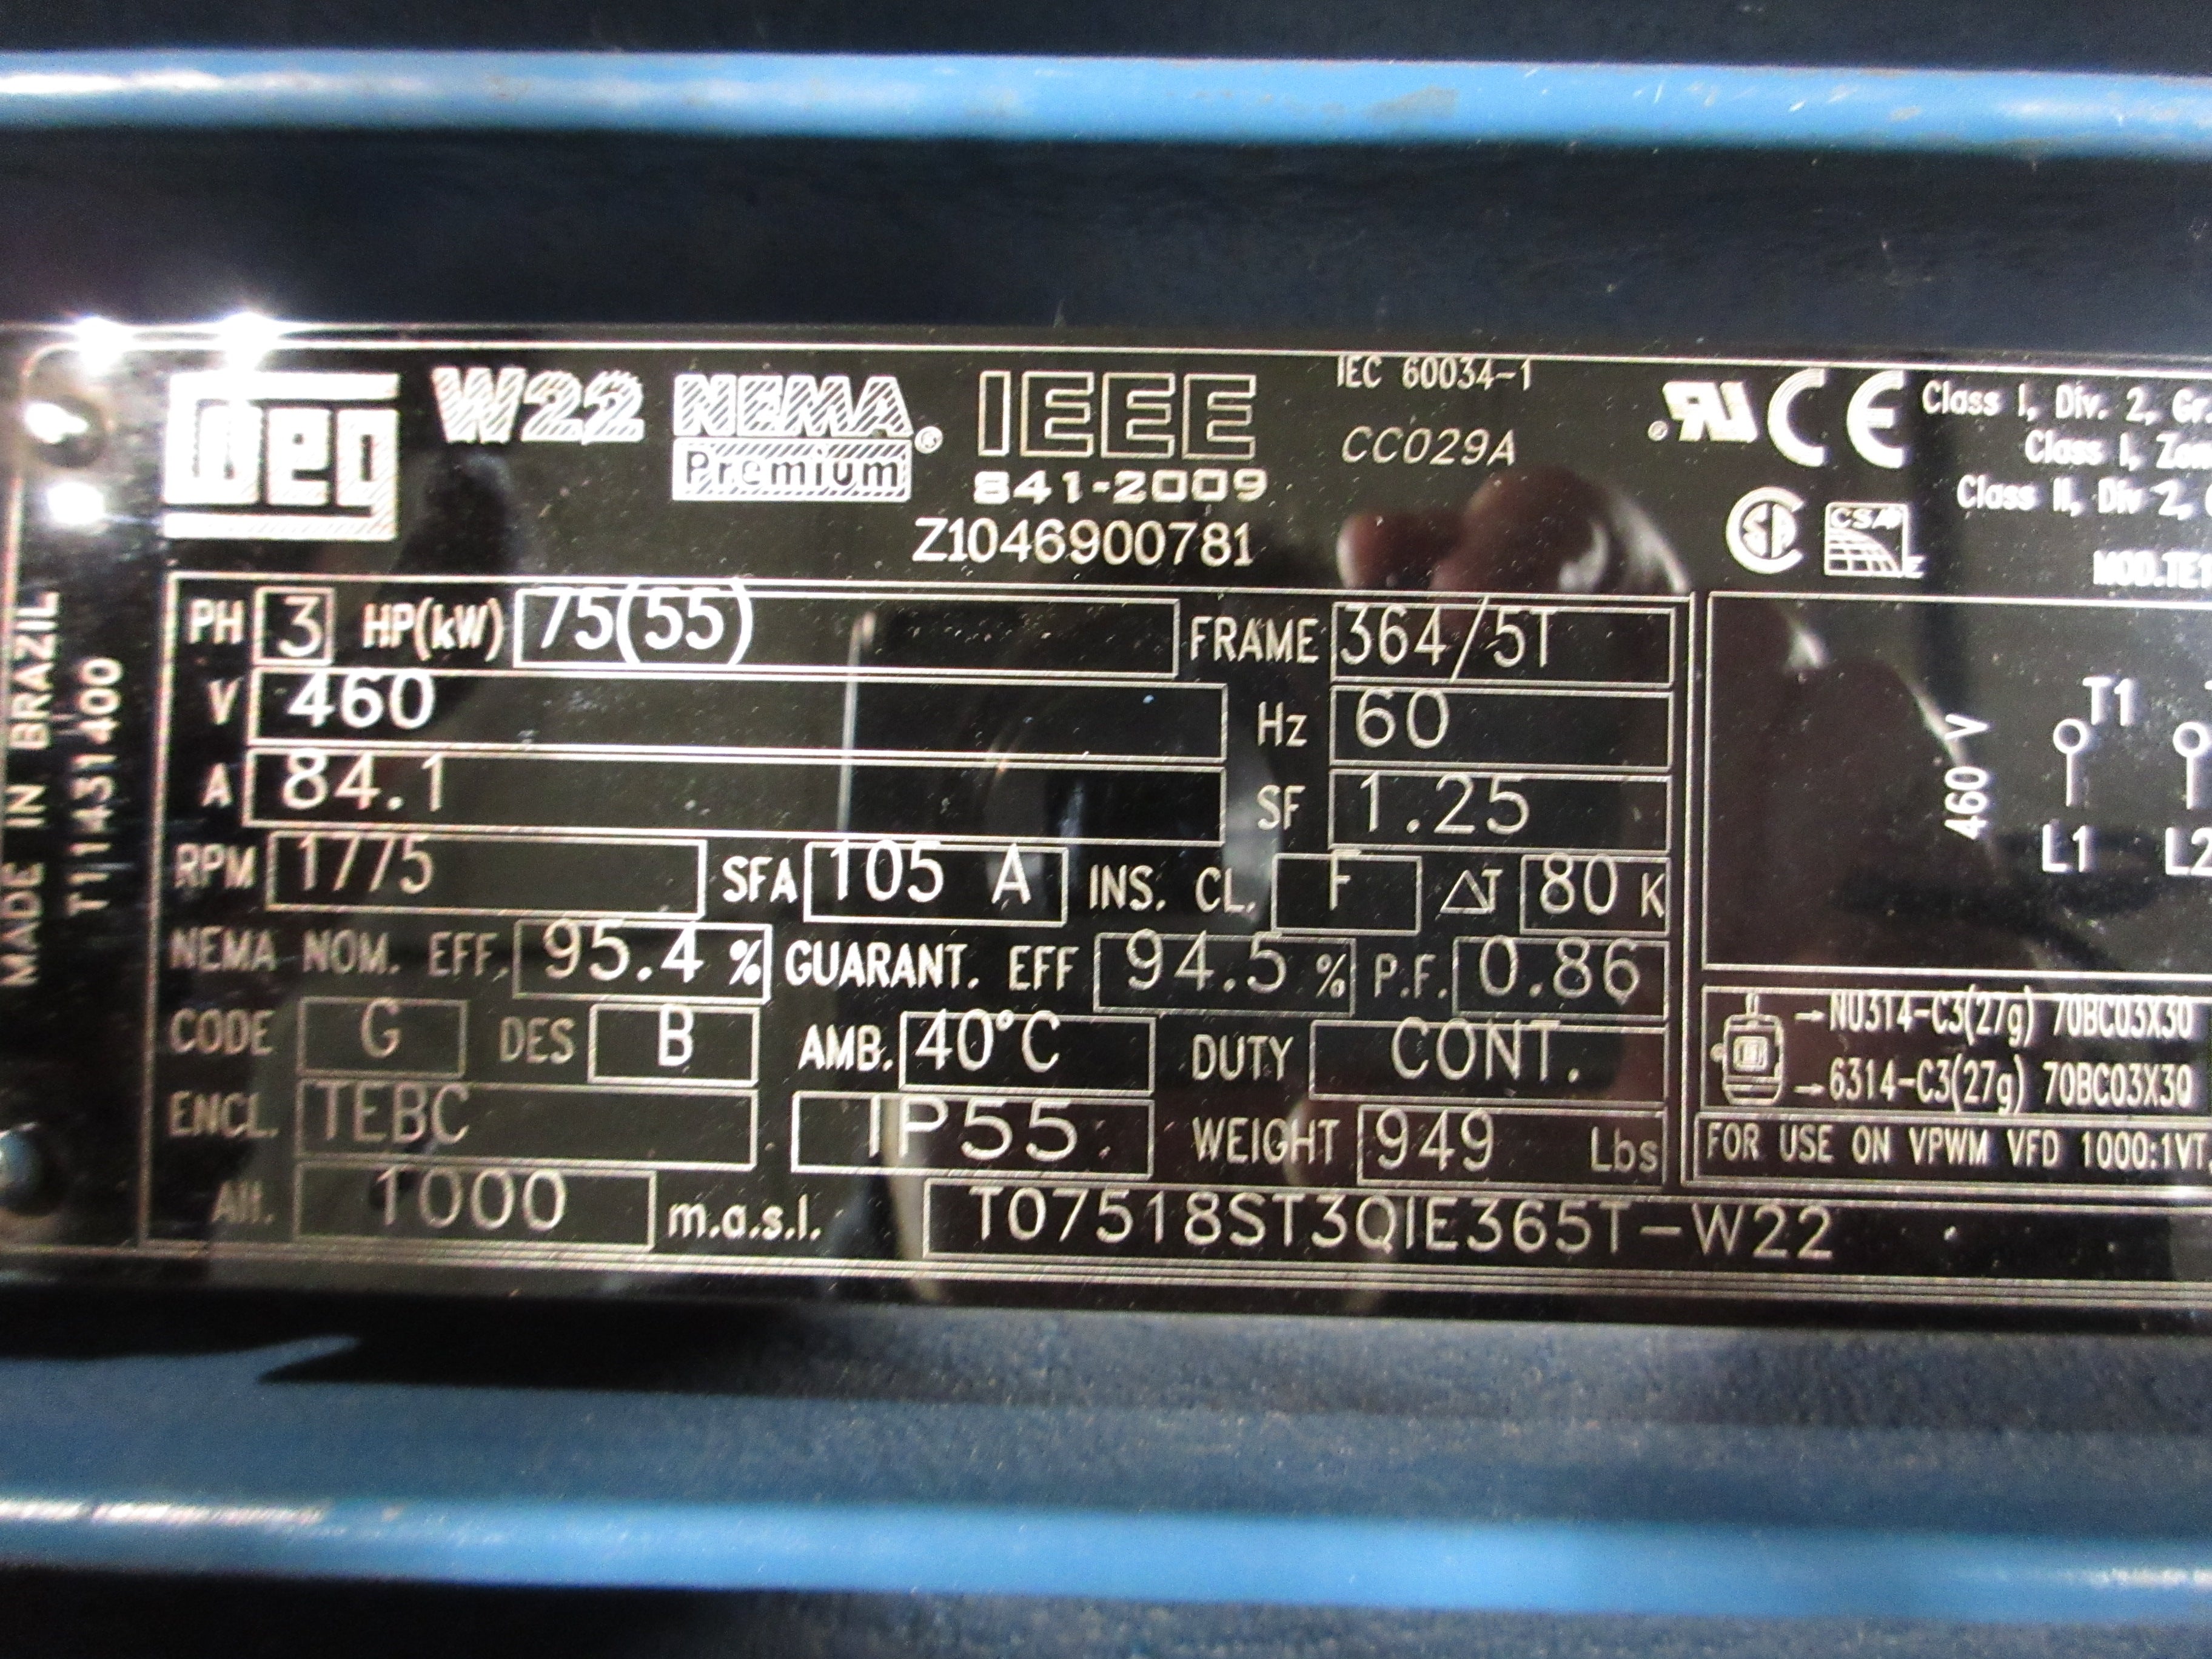 MADE IN BRAZIL
T11431400
Weg W22 NEMA® Premium IEEE 841-2009
IEC 60034-1
CC029A
Z1046900781
® RU CE
Class I, Div. 2,
Class I,
Class II, Div 2,
SP CSA E
PH 3 HP(kW) 75(55) FRAME 364/5T
V 460 Hz 60
A 84.1 SF 1.25
RPM 1775 SFA 105 A INS. CL. F ΔT 80 K
NEMA NOM. EFF. 95.4 % GUARANT. EFF 94.5 % P.F. 0.86
CODE G DES B AMB. 40°C DUTY CONT.
ENCL. TEBC IP55 WEIGHT 949 Lbs
Alt. 1000 m.a.s.l. T07518ST3QIE365T-W22
460 V
T1
L1 L2
→NU314-C3(27g) 70BC03X30
→6314-C3(27g) 70BC03X30
FOR USE ON VPWM VFD 1000:1VT,